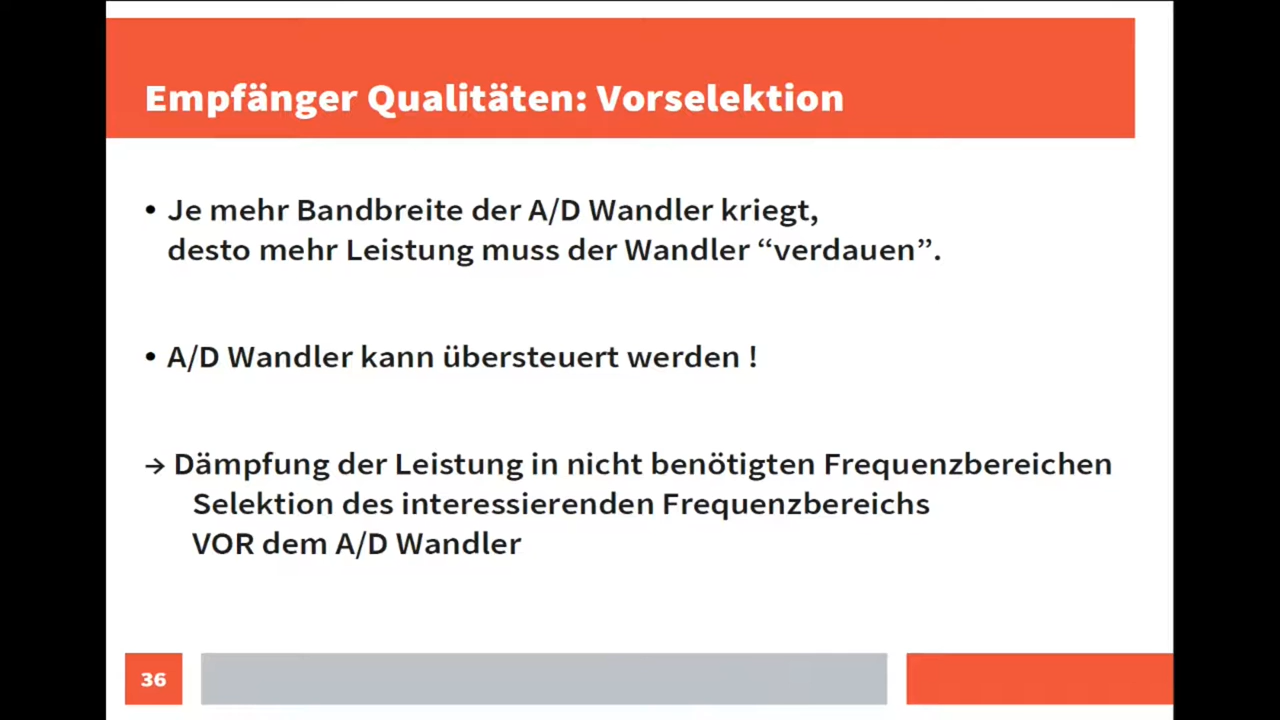 Empfänger Qualitäten: Vorselektion
• Je mehr Bandbreite der A/D Wandler kriegt,
desto mehr Leistung muss der Wandler “verdauen”.
• A/D Wandler kann übersteuert werden !
→ Dämpfung der Leistung in nicht benötigten Frequenzbereichen
Selektion des interessierenden Frequenzbereichs
VOR dem A/D Wandler
36